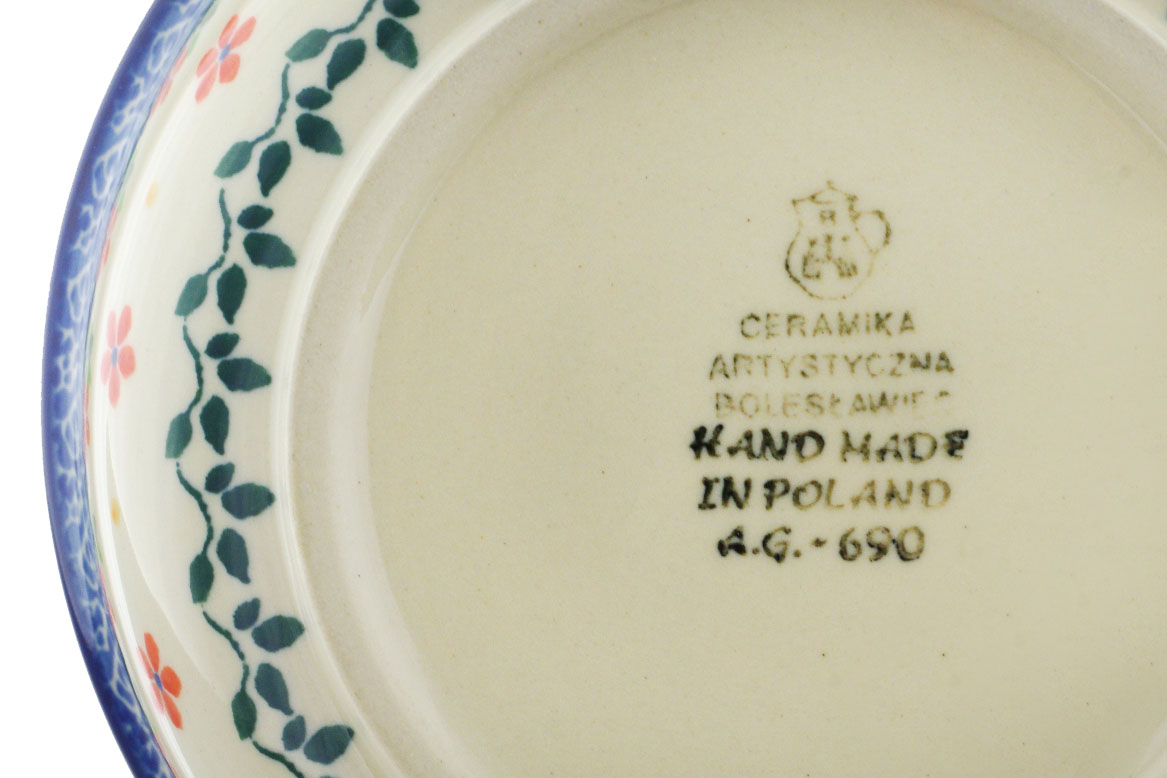 CERAMIKA
ARTYSTYCZNA
BOLESŁAWIEC
HAND MADE
IN POLAND
A.G. - 690